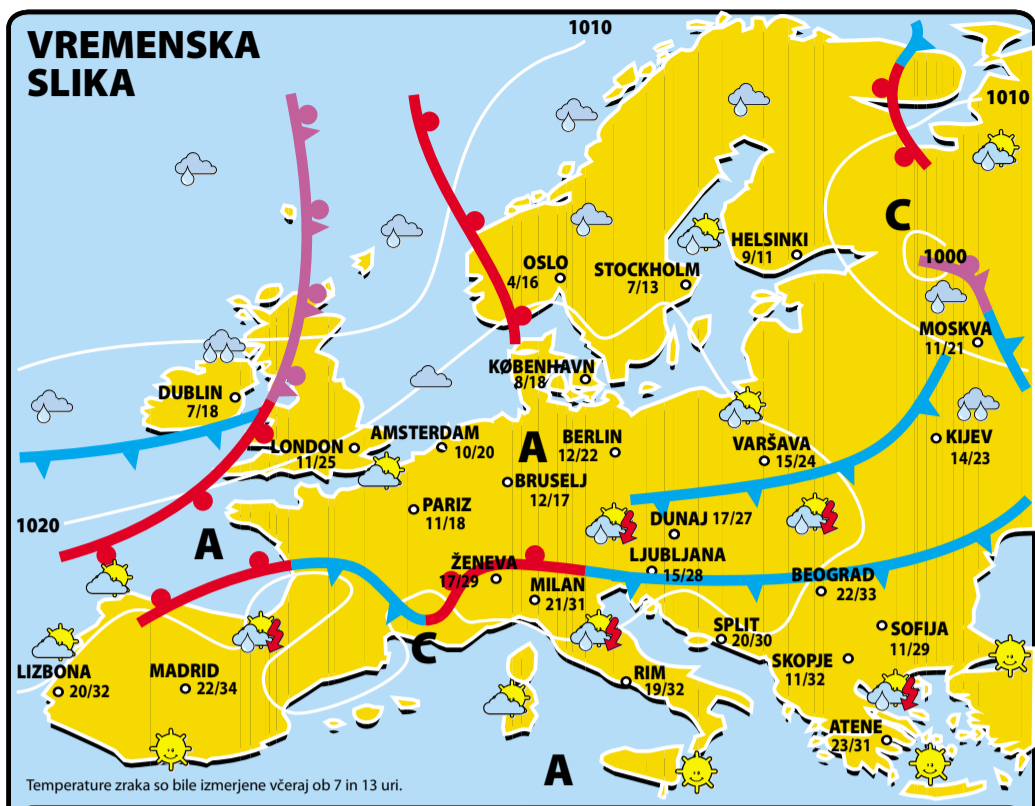 VREMENSKA
SLIKA
1010
1010
C
HELSINKI
9/11
1000
OSLO
4/16
STOCKHOLM
7/13
MOSKVA
11/21
KØBENHAVN
8/18
DUBLIN
7/18
LONDON
11/25
AMSTERDAM
10/20
A
BERLIN
12/22
VARŠAVA
15/24
KIJEV
14/23
BRUSELJ
12/17
PARIZ
11/18
1020
A
DUNAJ 17/27
ŽENEVA
17/29
LJUBLJANA
15/28
MILAN
21/31
BEOGRAD
22/33
C
SPLIT
20/30
SOFIJA
11/29
LIZBONA
20/32
MADRID
22/34
RIM
19/32
SKOPJE
11/32
ATENE
23/31
A
Temperature zraka so bile izmerjene včeraj ob 7 in 13 uri.